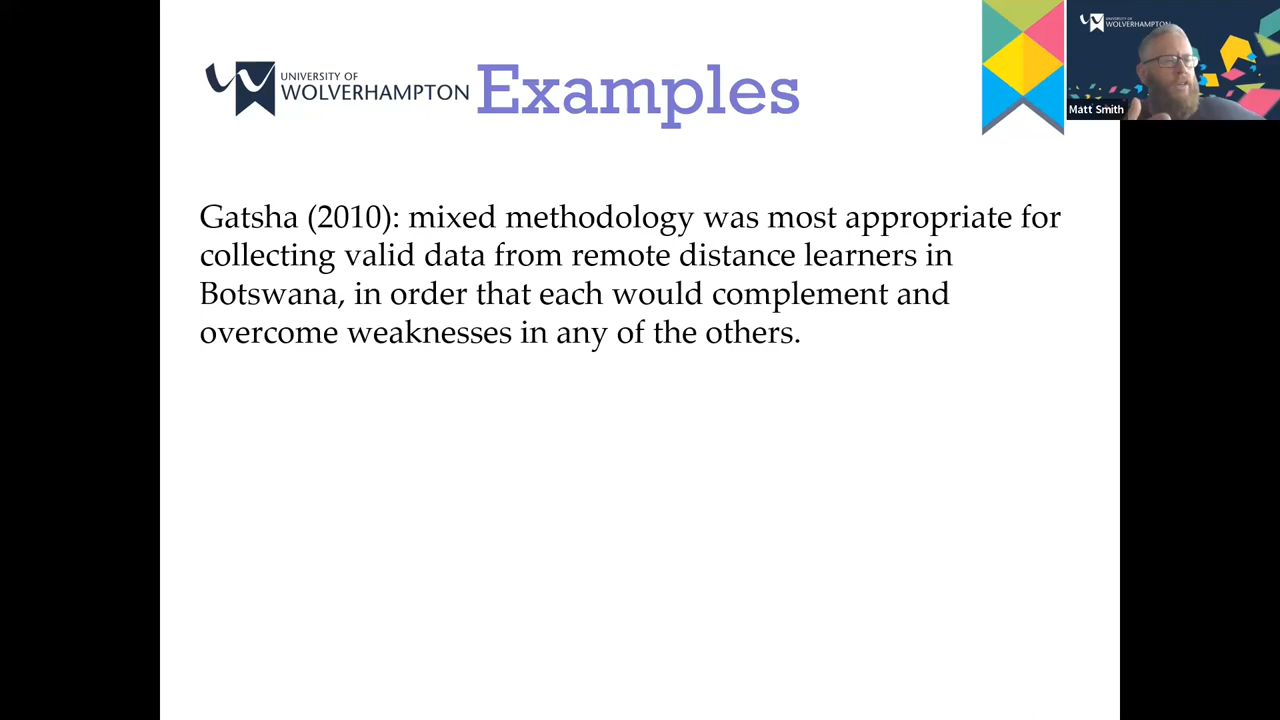 UNIVERSITY OF
WOLVERHAMPTON
Examples
UNIVERSITY OF
WOLVERHAMPTON
Matt Smith
Gatsha (2010): mixed methodology was most appropriate for
collecting valid data from remote distance learners in
Botswana, in order that each would complement and
overcome weaknesses in any of the others.